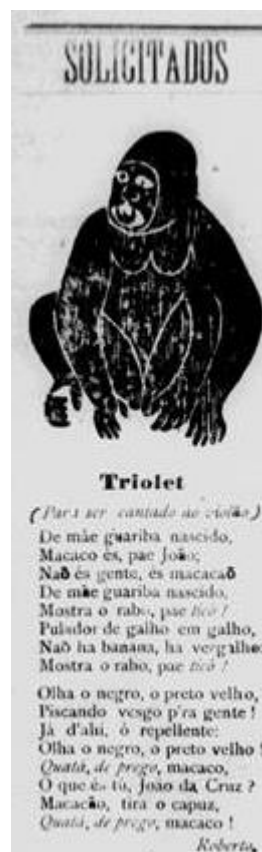 SOLICITADOS
Triolet
(Para ser cantado ao violão)
De mãe guariba nascido,
Macaco és, pae João;
Naõ és gente, és macacaõ
De mãe guariba nascido,
Mostra o rabo, pae ticó !
Pulador de galho em galho,
Naõ ha banana, ha vergalho
Mostra o rabo, pae ticó !
Olha o negro, o preto velho,
Piscando vesgo p'ra gente !
Já d'ahi, ó repellente:
Olha o negro, o preto velho !
Quatá, de prego, macaco,
O que és tú, João da Cruz ?
Macacão, tira o capuz,
Quatá, de prego, macaco !
Roberto,